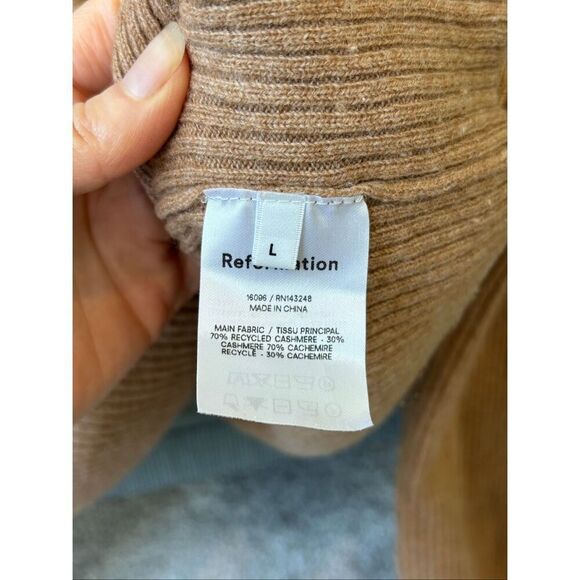 L
Reformation
16096 / RN143248
MADE IN CHINA
MAIN FABRIC / TISSU PRINCIPAL
70% RECYCLED CASHMERE - 30%
CASHMERE 70% CACHEMIRE
RECYCLE - 30% CACHEMIRE